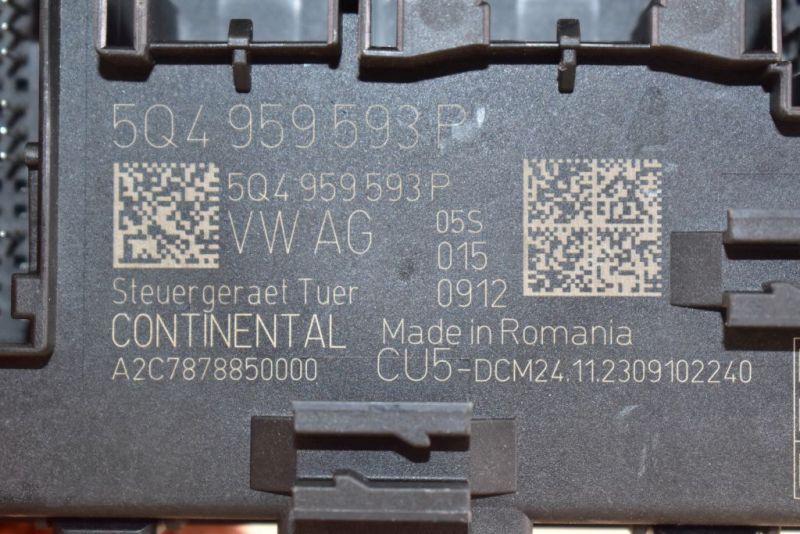 5Q4 959 593 P
5Q4 959 593 P
VW AG
05S
015
0912
Steuergeraet Tuer
CONTINENTAL
Made in Romania
A2C7878850000
CU5-DCM24.11.2309102240